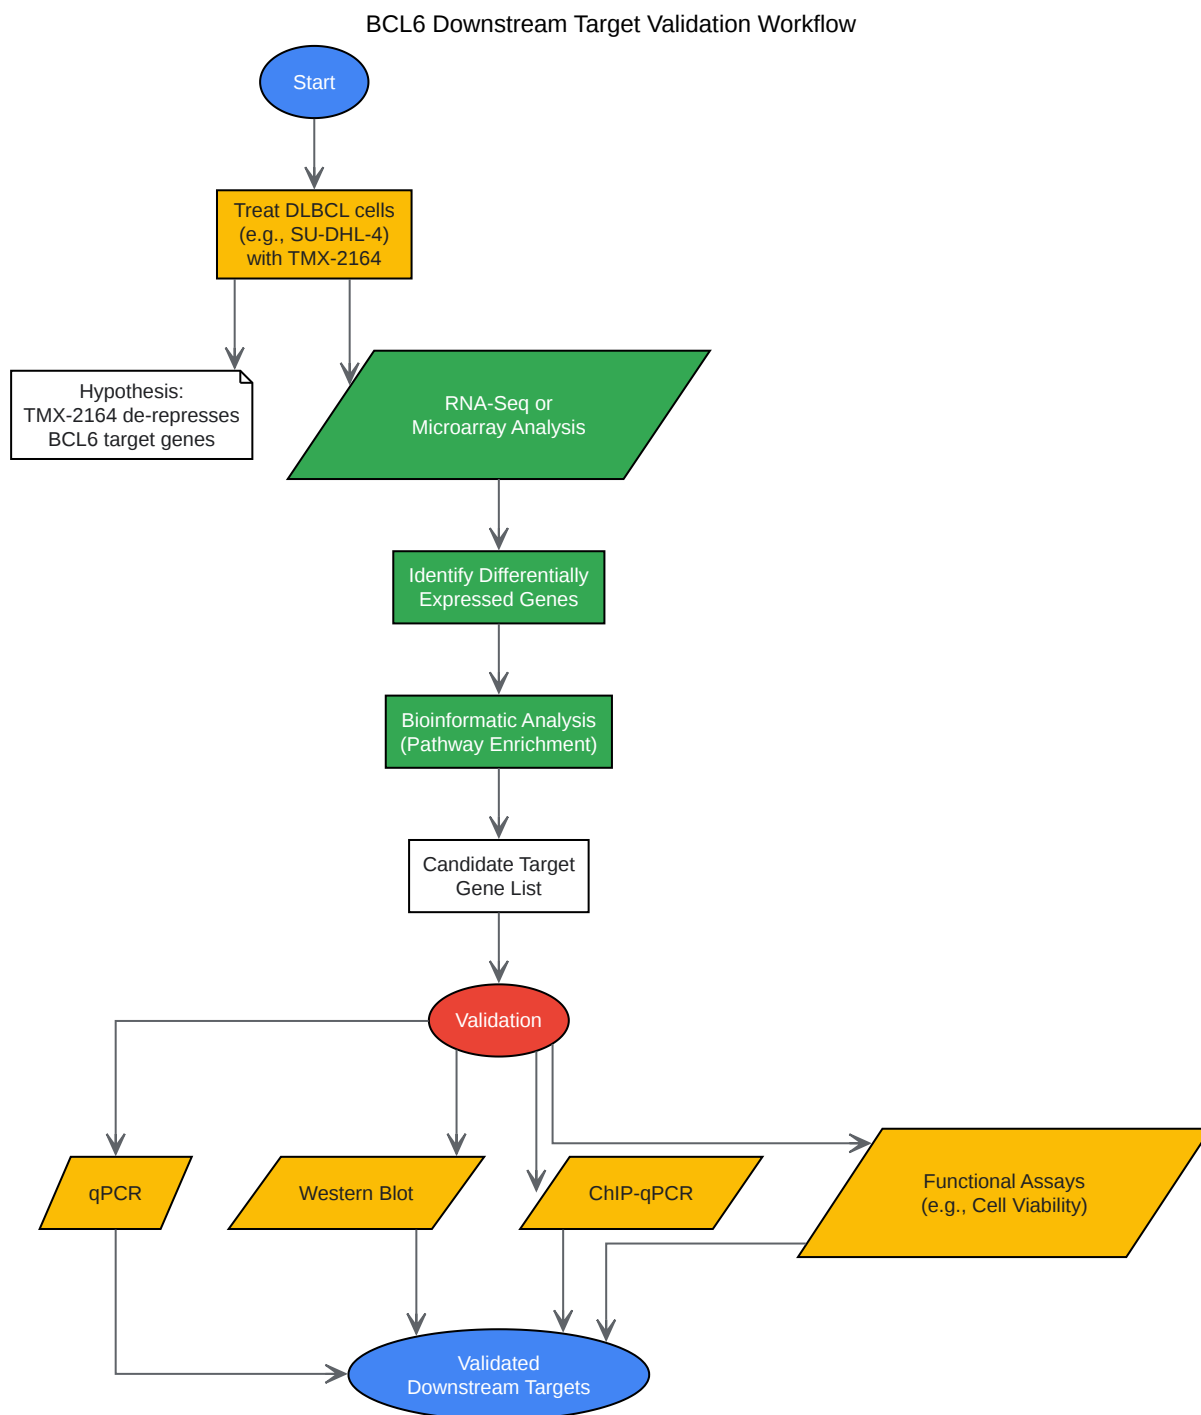 BCL6 Downstream Target Validation Workflow
Start
Treat DLBCL cells
(e.g., SU-DHL-4)
with TMX-2164
Hypothesis:
TMX-2164 de-represses
BCL6 target genes
RNA-Seq or
Microarray Analysis
Identify Differentially
Expressed Genes
Bioinformatic Analysis
(Pathway Enrichment)
Candidate Target
Gene List
Validation
qPCR
Western Blot
ChIP-qPCR
Functional Assays
(e.g., Cell Viability)
Validated
Downstream Targets